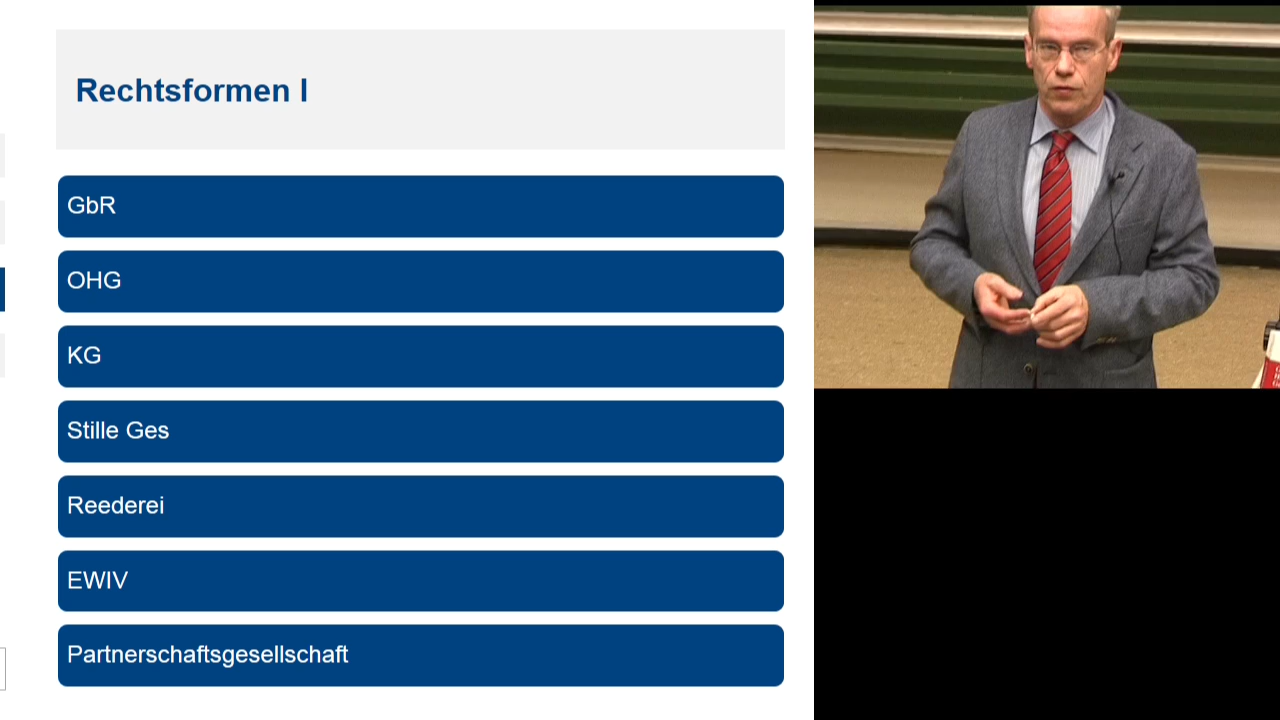 Rechtsformen I
GbR
OHG
KG
Stille Ges
Reederei
EWIV
Partnerschaftsgesellschaft